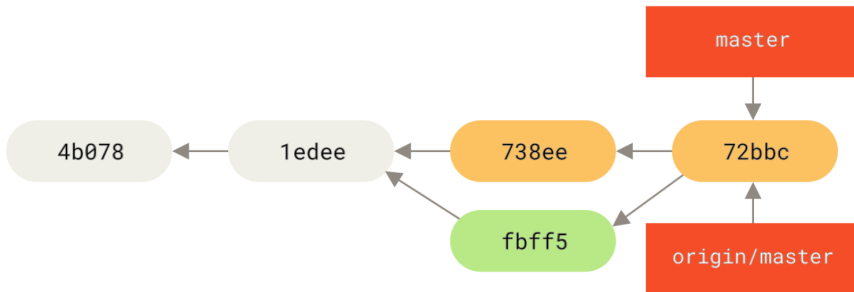 master
4b078
1edee
738ee
72bbc
fbff5
origin/master